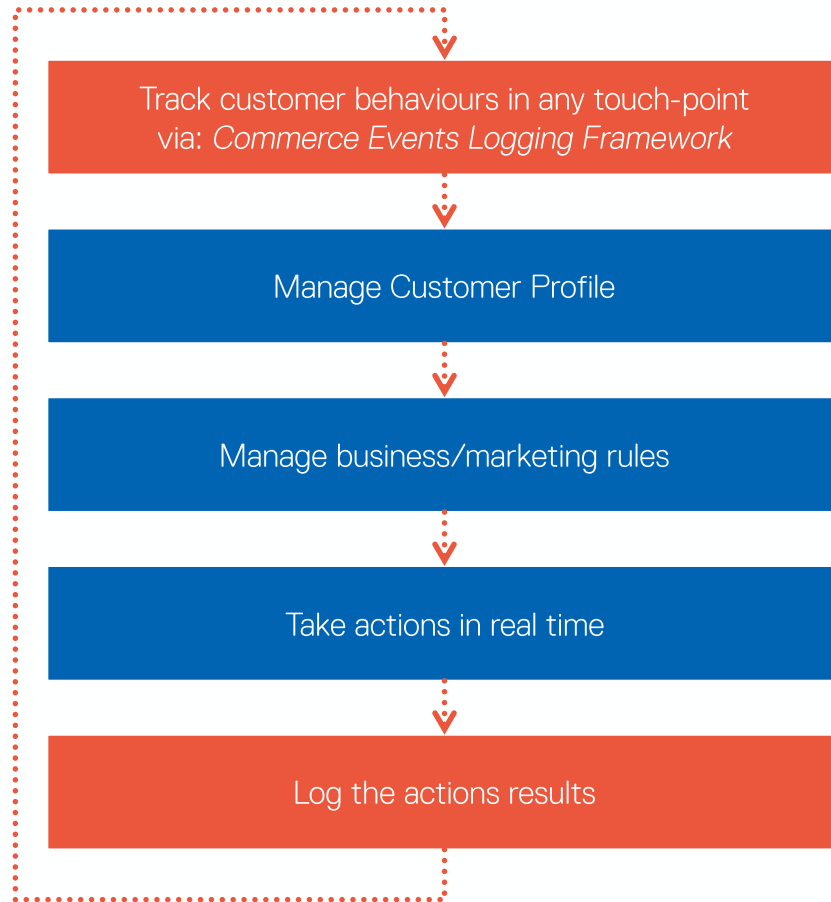 Track customer behaviours in any touch-point
via: Commerce Events Logging Framework
Manage Customer Profile
Manage business/marketing rules
Take actions in real time
Log the actions results